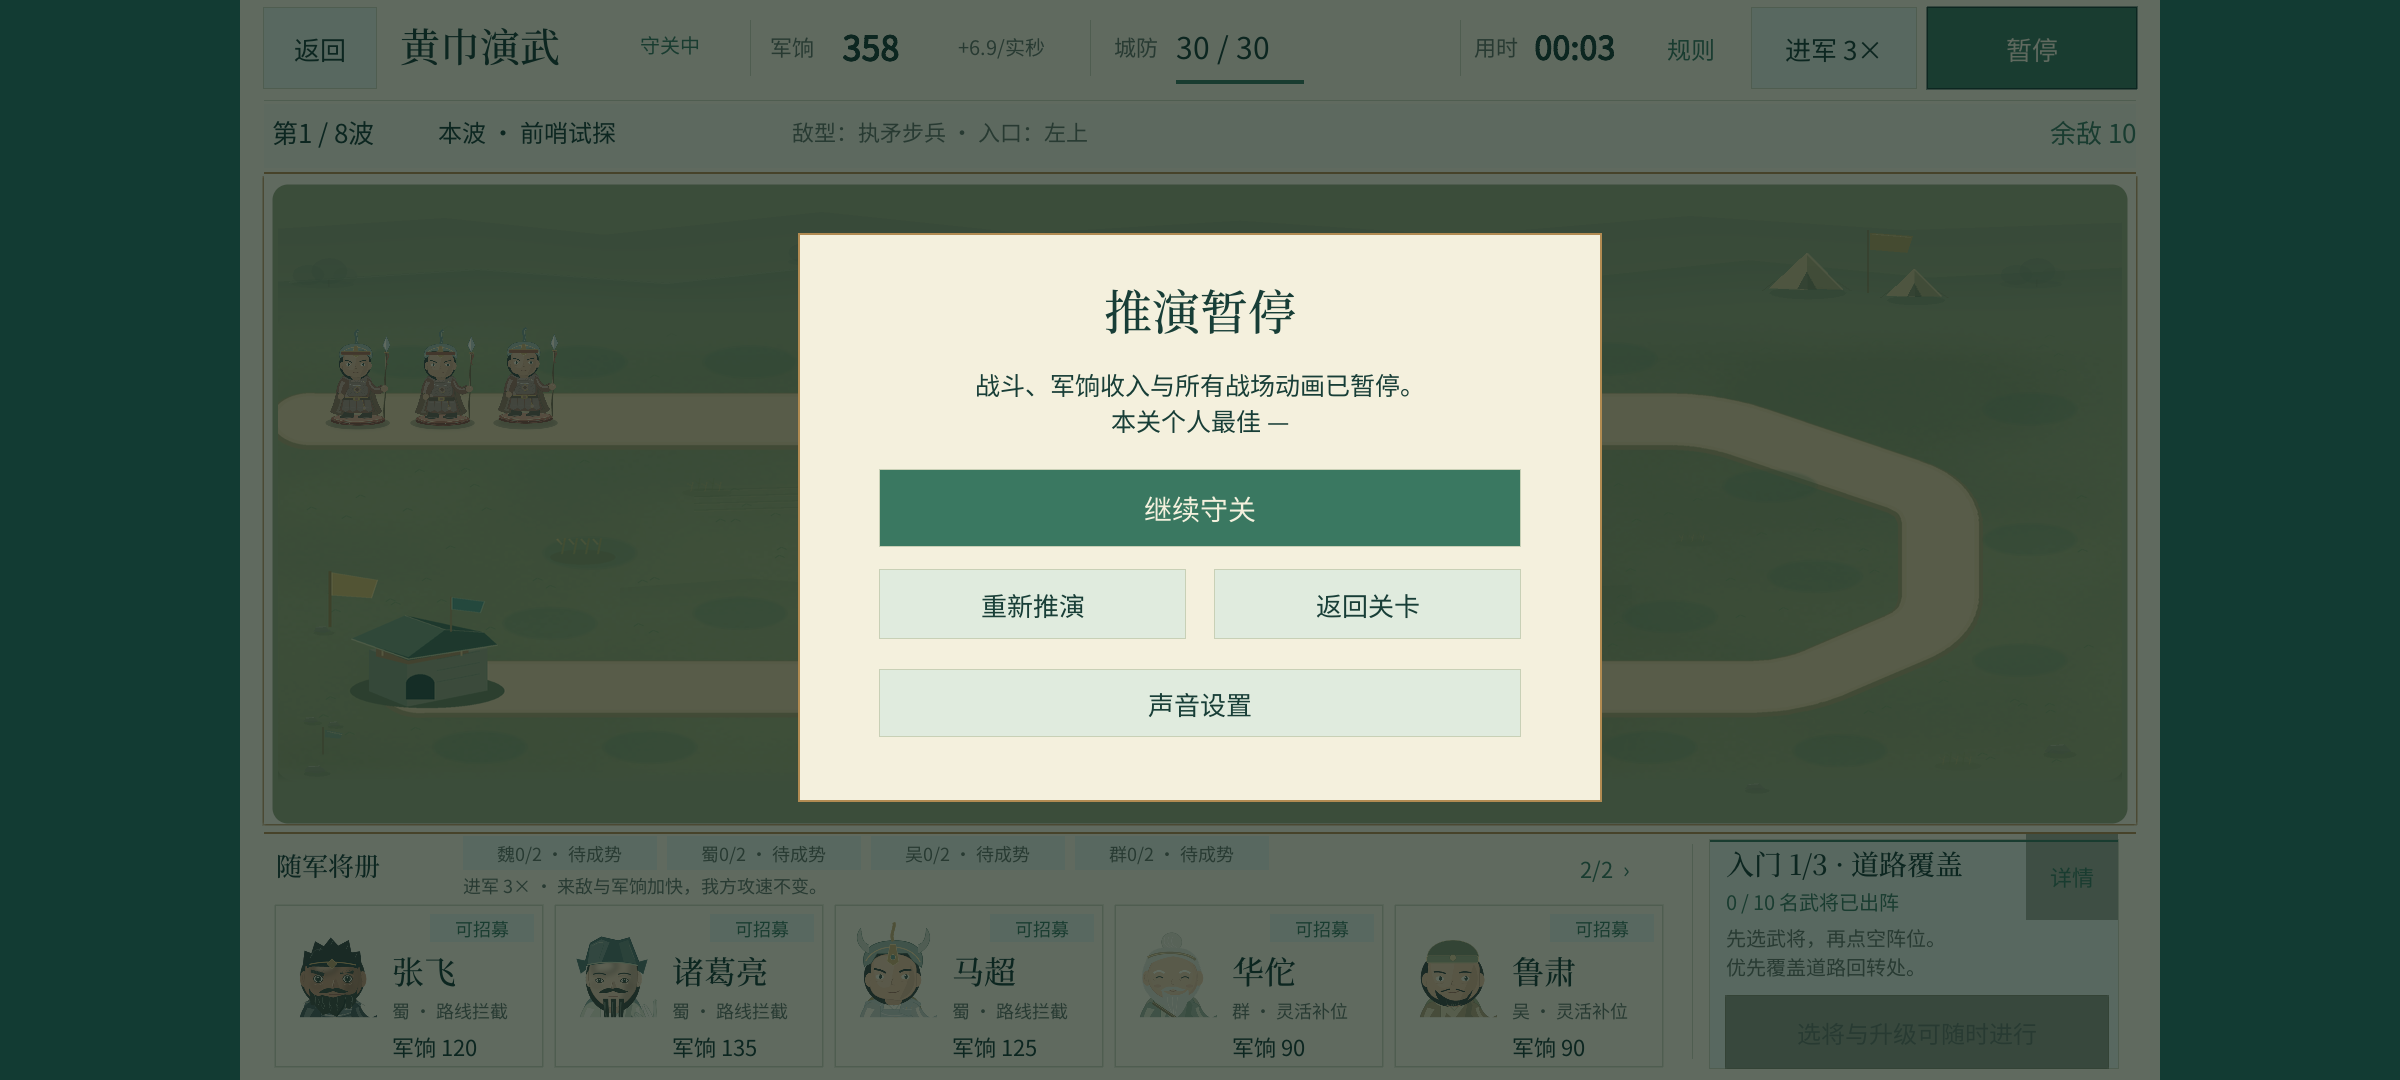 返回
黄巾演武
守关中
军饷 358 +6.9/实秒
城防 30 / 30
用时 00:03
规则
进军 3×
暂停
第1 / 8波
本波 · 前哨试探
敌型：执矛步兵 · 入口：左上
余敌 10
推演暂停
战斗、军饷收入与所有战场动画已暂停。
本关个人最佳 —
继续守关
重新推演
返回关卡
声音设置
随军将册
魏0/2 · 待成势
蜀0/2 · 待成势
吴0/2 · 待成势
群0/2 · 待成势
进军 3× · 来敌与军饷加快，我方攻速不变。
2/2 ›
可招募
张飞
蜀 · 路线拦截
军饷 120
可招募
诸葛亮
蜀 · 路线拦截
军饷 135
可招募
马超
蜀 · 路线拦截
军饷 125
可招募
华佗
群 · 灵活补位
军饷 90
可招募
鲁肃
吴 · 灵活补位
军饷 90
入门 1/3 · 道路覆盖
详情
0 / 10 名武将已出阵
先选武将，再点空阵位。
优先覆盖道路回转处。
选将与升级可随时进行